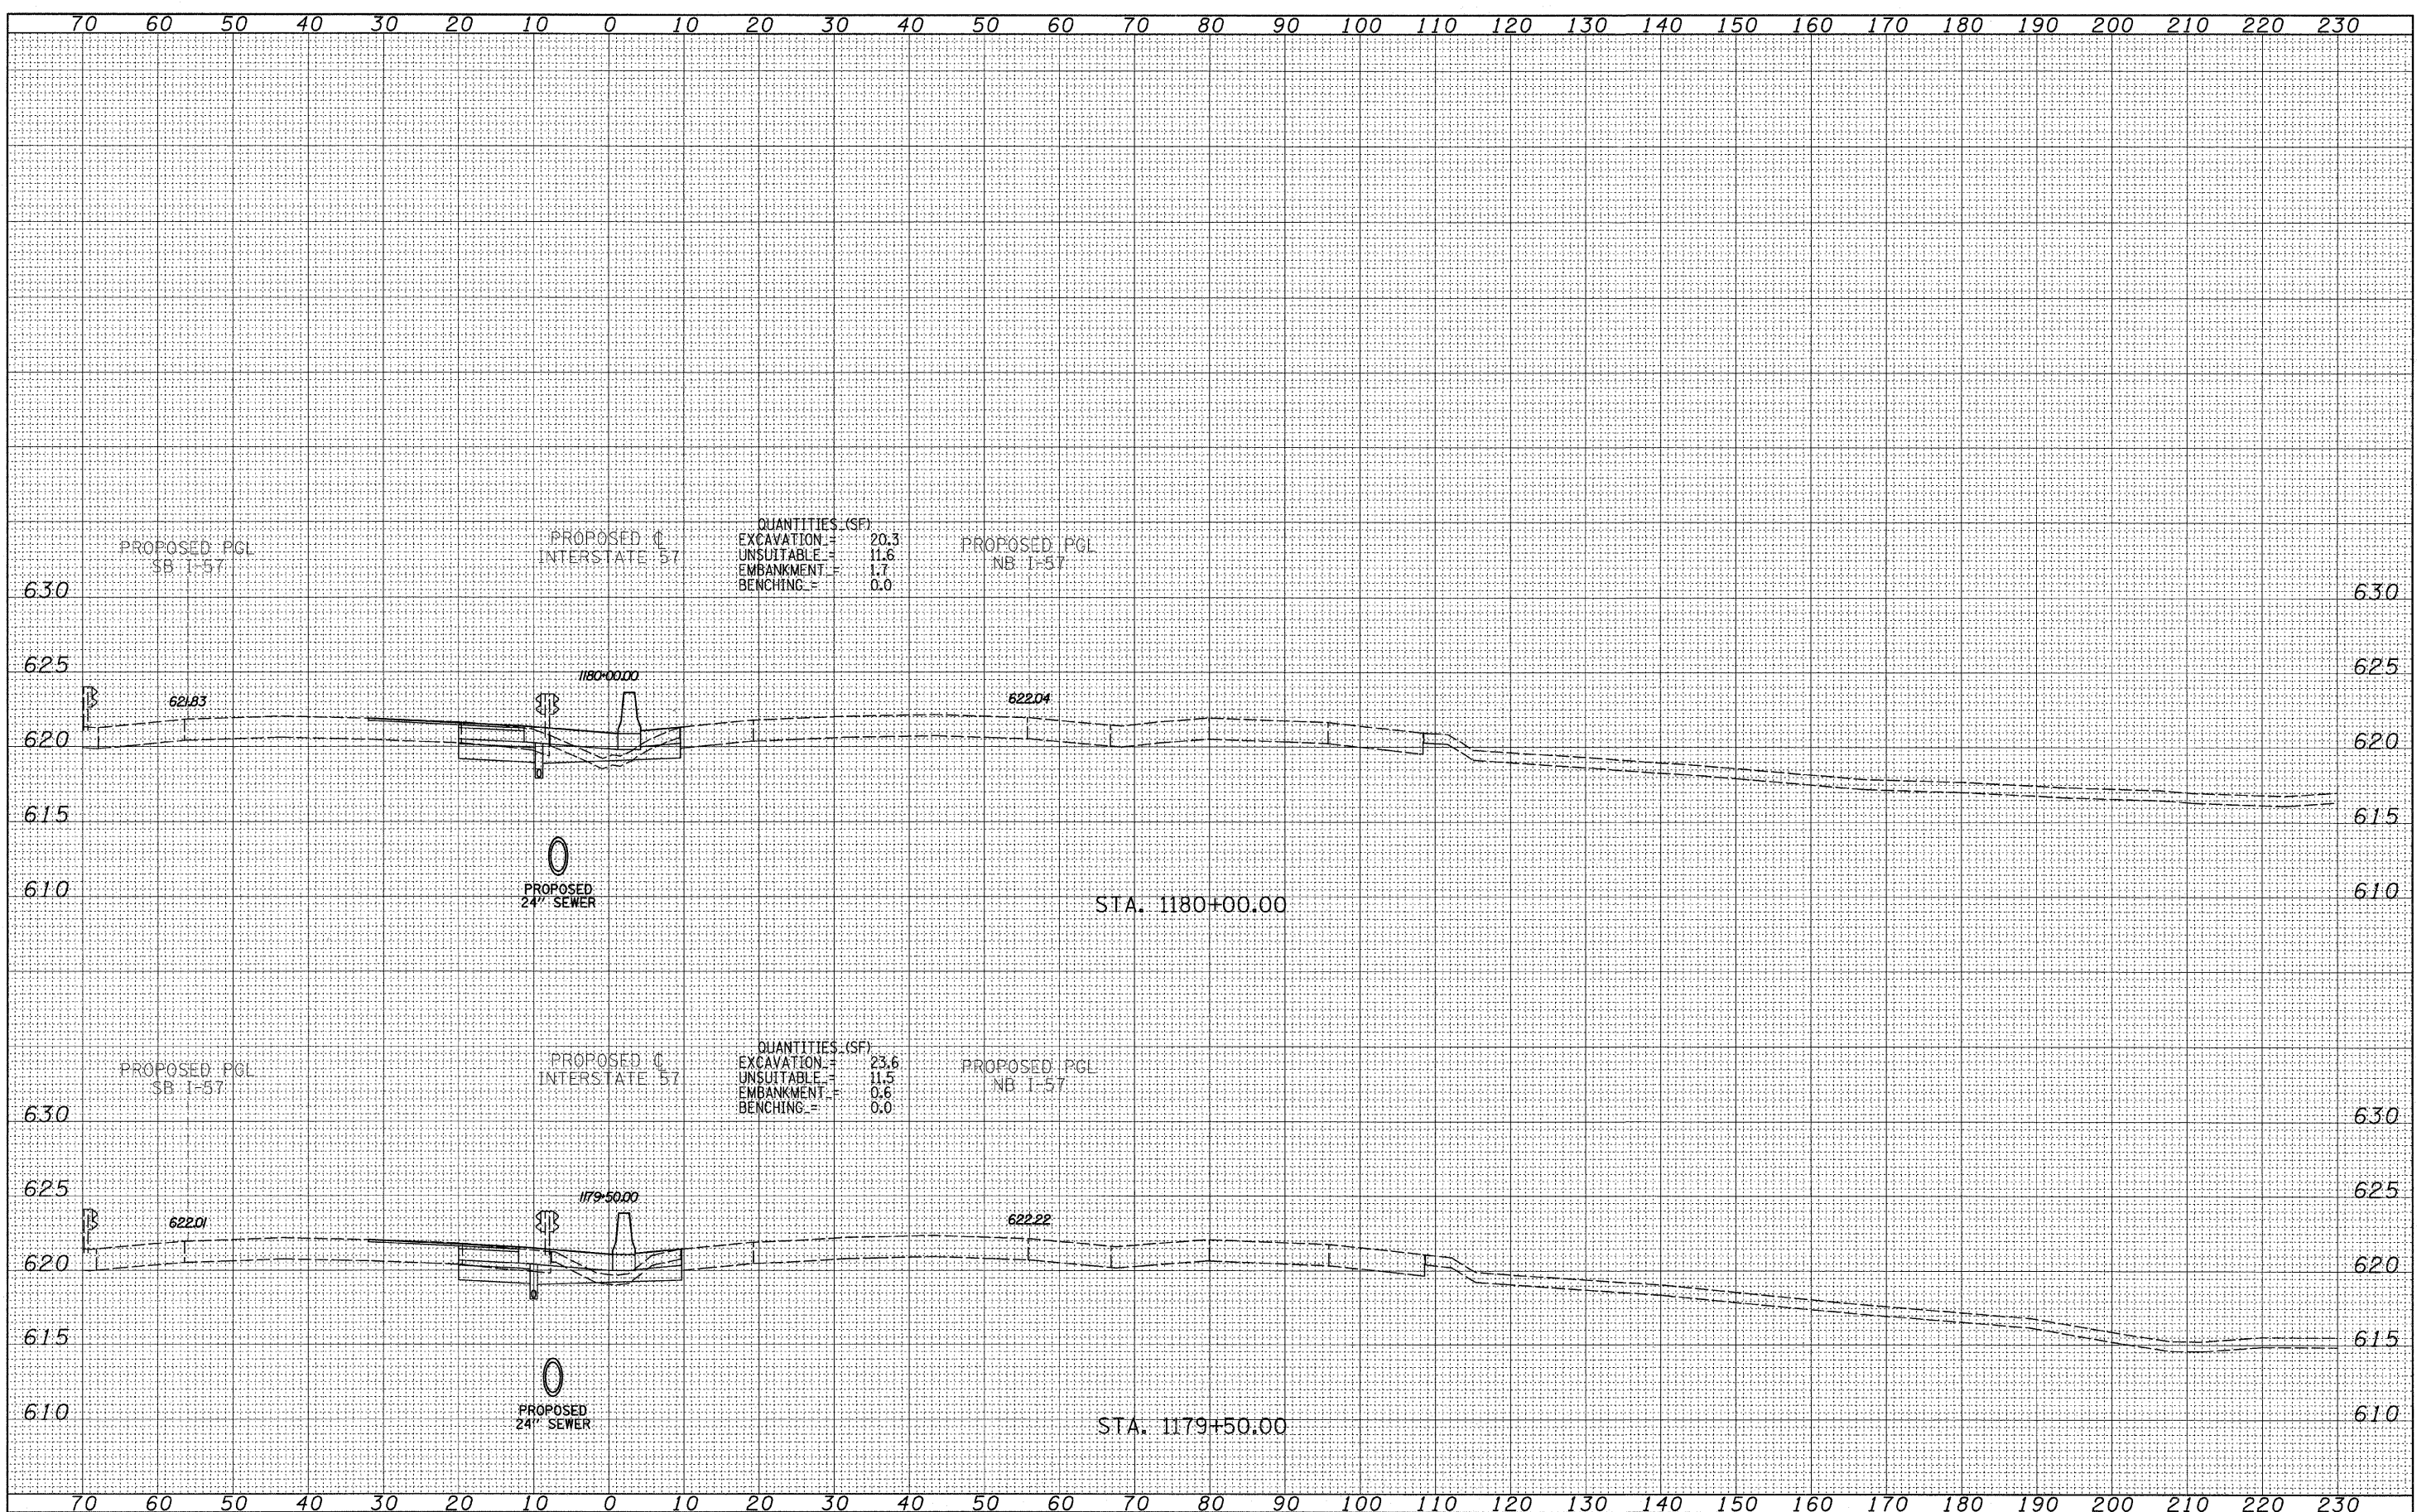 70 60 50 40 30 20 10 0 10 20 30 40 50 60 70 80 90 100 110 120 130 140 150 160 170 180 190 200 210 220 230
PROPOSED PGL
SB I-57
PROPOSED ℄
INTERSTATE 57
QUANTITIES (SF)
EXCAVATION = 20.3
UNSUITABLE = 11.6
EMBANKMENT = 1.7
BENCHING = 0.0
PROPOSED PGL
NB I-57
630 630
625 625
1180+00.00
621.83
622.04
620 620
615 615
610 610
PROPOSED
24" SEWER
STA. 1180+00.00
PROPOSED PGL
SB I-57
PROPOSED ℄
INTERSTATE 57
QUANTITIES (SF)
EXCAVATION = 23.6
UNSUITABLE = 11.5
EMBANKMENT = 0.6
BENCHING = 0.0
PROPOSED PGL
NB I-57
630 630
625 625
1179+50.00
622.01
622.22
620 620
615 615
610 610
PROPOSED
24" SEWER
STA. 1179+50.00
70 60 50 40 30 20 10 0 10 20 30 40 50 60 70 80 90 100 110 120 130 140 150 160 170 180 190 200 210 220 230